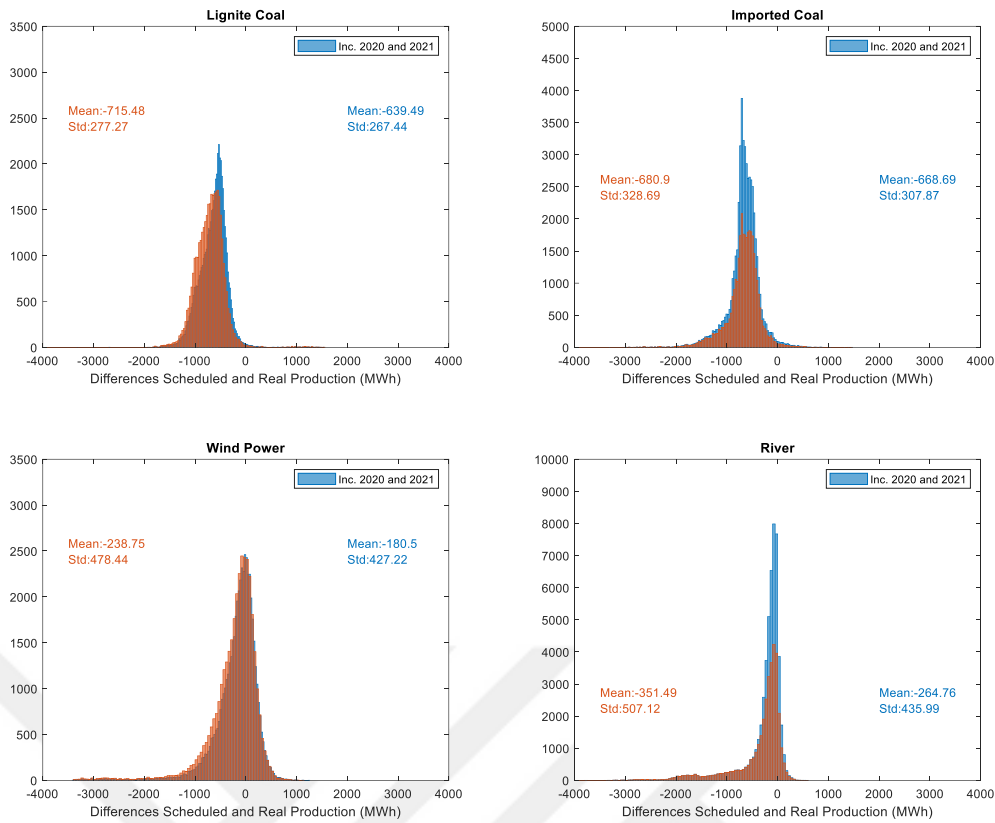 Lignite Coal
3500
3000
2500
2000
1500
1000
500
0
Inc. 2020 and 2021
Mean:-715.48
Std:277.27
Mean:-639.49
Std:267.44
-4000 -3000 -2000 -1000 0 1000 2000 3000 4000
Differences Scheduled and Real Production (MWh)
Imported Coal
5000
4500
4000
3500
3000
2500
2000
1500
1000
500
0
Inc. 2020 and 2021
Mean:-680.9
Std:328.69
Mean:-668.69
Std:307.87
-4000 -3000 -2000 -1000 0 1000 2000 3000 4000
Differences Scheduled and Real Production (MWh)
Wind Power
3500
3000
2500
2000
1500
1000
500
0
Inc. 2020 and 2021
Mean:-238.75
Std:478.44
Mean:-180.5
Std:427.22
-4000 -3000 -2000 -1000 0 1000 2000 3000 4000
Differences Scheduled and Real Production (MWh)
River
10000
9000
8000
7000
6000
5000
4000
3000
2000
1000
0
Inc. 2020 and 2021
Mean:-351.49
Std:507.12
Mean:-264.76
Std:435.99
-4000 -3000 -2000 -1000 0 1000 2000 3000 4000
Differences Scheduled and Real Production (MWh)